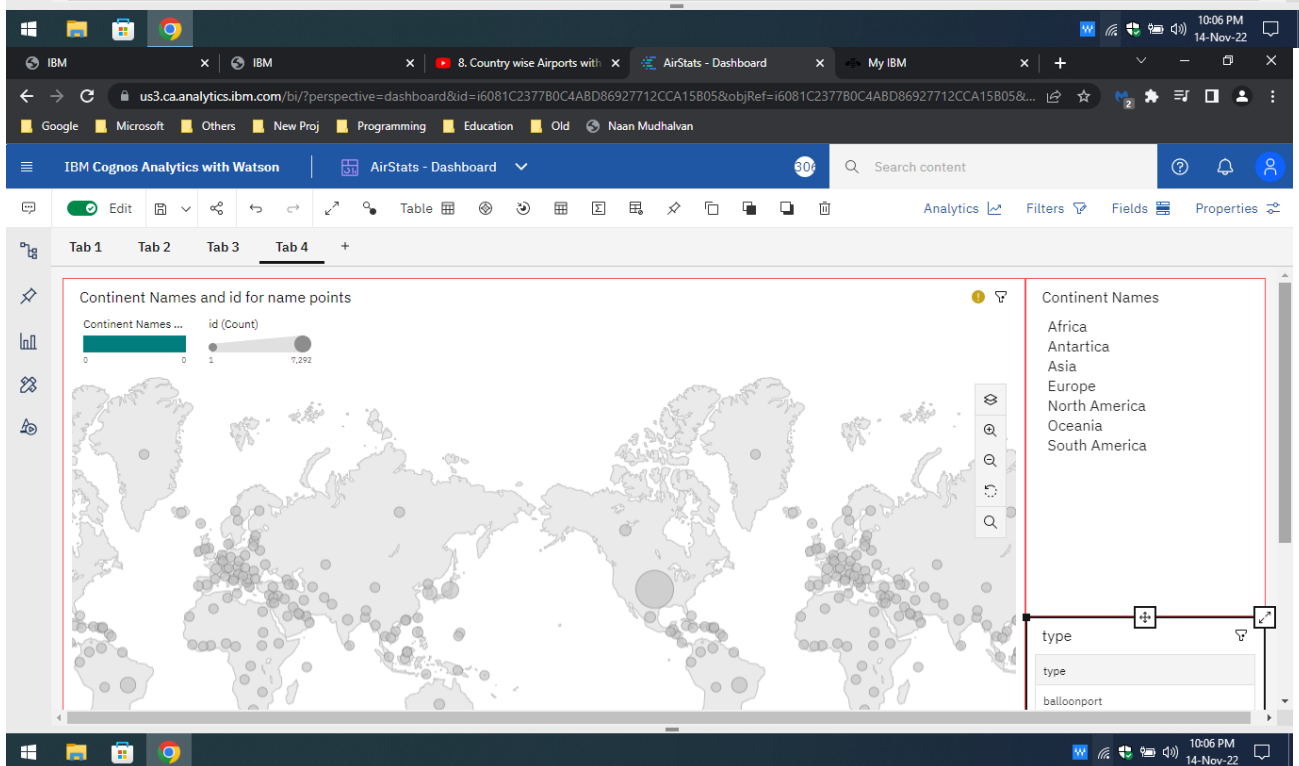 10:06 PM
14-Nov-22
IBM
IBM
8. Country wise Airports with
AirStats - Dashboard
My IBM
us3.ca.analytics.ibm.com/bi/?perspective=dashboard&id=i6081C2377B0C4ABD86927712CCA15B05&objRef=i6081C2377B0C4ABD86927712CCA15B05&...
2
Google Microsoft Others New Proj Programming Education Old Naan Mudhalvan
IBM Cognos Analytics with Watson
AirStats - Dashboard
Search content
Edit
Table
Analytics
Filters
Fields
Properties
Tab 1 Tab 2 Tab 3 Tab 4 +
Continent Names and id for name points
Continent Names ...
0 0
id (Count)
1 7,292
Continent Names
Africa
Antartica
Asia
Europe
North America
Oceania
South America
type
type
balloonport
10:06 PM
14-Nov-22